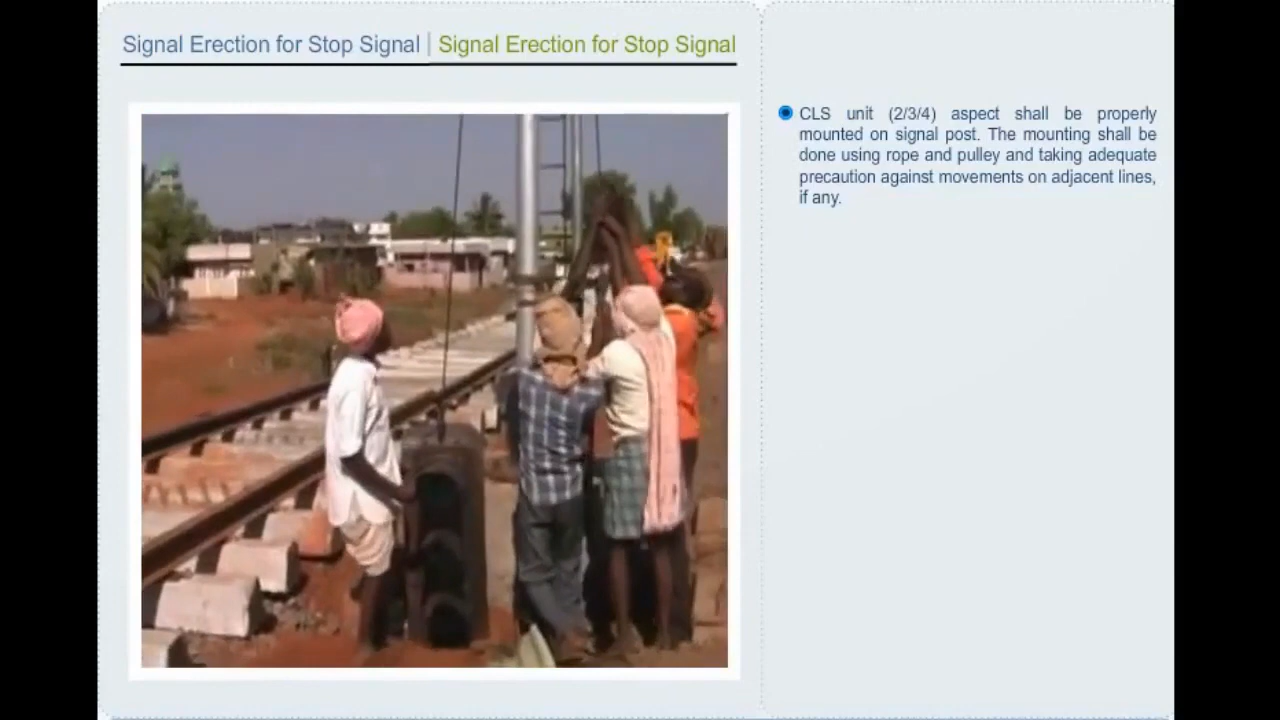 Signal Erection for Stop Signal | Signal Erection for Stop Signal
CLS unit (2/3/4) aspect shall be properly
mounted on signal post. The mounting shall be
done using rope and pulley and taking adequate
precaution against movements on adjacent lines,
if any.